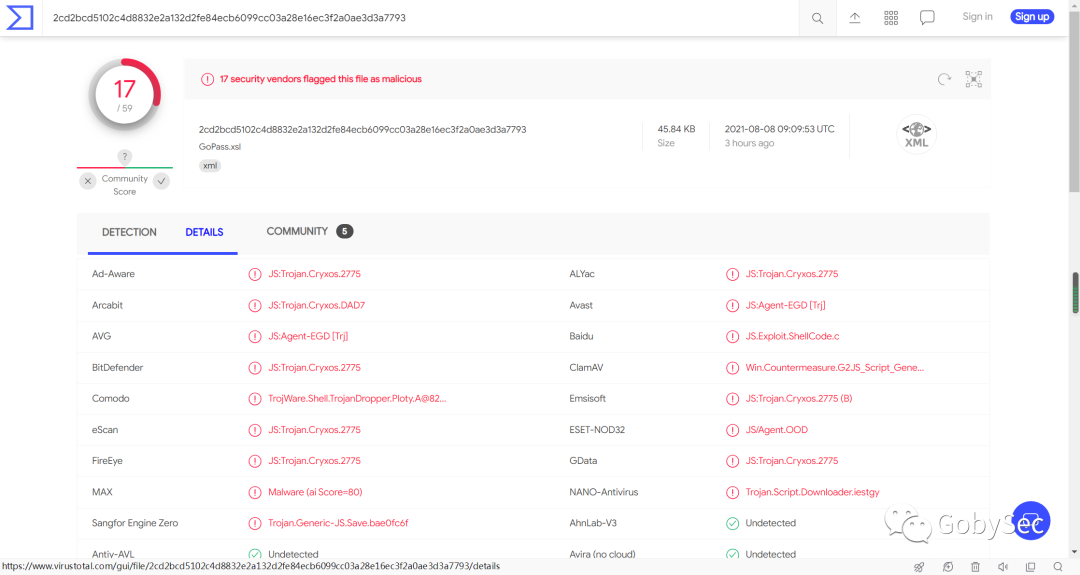 2cd2bcd5102c4d8832e2a132d2fe84ecb6099cc03a28e16ec3f2a0ae3d3a7793
Sign in
Sign up
17
/ 59
17 security vendors flagged this file as malicious
2cd2bcd5102c4d8832e2a132d2fe84ecb6099cc03a28e16ec3f2a0ae3d3a7793
GoPass.xsl
xml
45.84 KB
Size
2021-08-08 09:09:53 UTC
3 hours ago
<>
XML
?
Community
Score
DETECTION
DETAILS
COMMUNITY 5
Ad-Aware JS:Trojan.Cryxos.2775 ALYac JS:Trojan.Cryxos.2775
Arcabit JS:Trojan.Cryxos.DAD7 Avast JS:Agent-EGD [Trj]
AVG JS:Agent-EGD [Trj] Baidu JS.Exploit.ShellCode.c
BitDefender JS:Trojan.Cryxos.2775 ClamAV Win.Countermeasure.G2JS_Script_Gene...
Comodo TrojWare.Shell.TrojanDropper.Ploty.A@82... Emsisoft JS:Trojan.Cryxos.2775 (B)
eScan JS:Trojan.Cryxos.2775 ESET-NOD32 JS/Agent.OOD
FireEye JS:Trojan.Cryxos.2775 GData JS:Trojan.Cryxos.2775
MAX Malware (ai Score=80) NANO-Antivirus Trojan.Script.Downloader.iestgy
Sangfor Engine Zero Trojan.Generic-JS.Save.bae0fc6f AhnLab-V3 Undetected
Antiy-AVL Undetected Avira (no cloud) Undetected
GobySec
https://www.virustotal.com/gui/file/2cd2bcd5102c4d8832e2a132d2fe84ecb6099cc03a28e16ec3f2a0ae3d3a7793/details